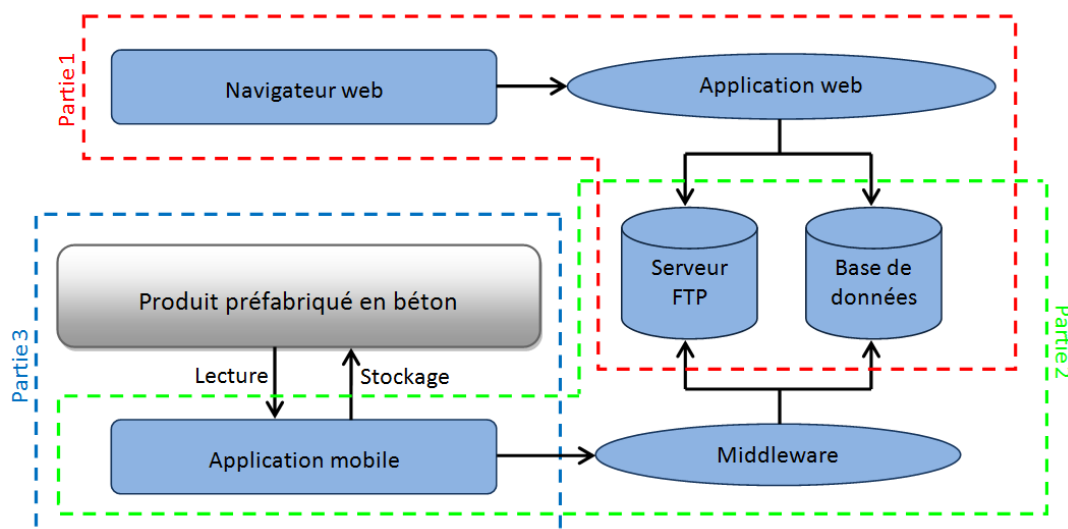 Partie 1
Navigateur web
Application web
Serveur
FTP
Base de
données
Partie 2
Partie 3
Produit préfabriqué en béton
Lecture
Stockage
Application mobile
Middleware